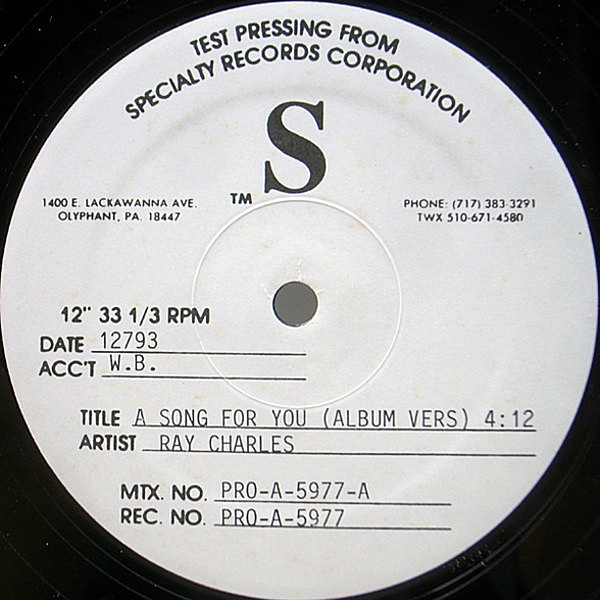 TEST PRESSING FROM
SPECIALTY RECORDS CORPORATION
S
TM
1400 E. LACKAWANNA AVE.
OLYPHANT, PA. 18447
PHONE: (717) 383-3291
TWX 510-671-4580
12" 33 1/3 RPM
DATE 12793
ACC'T W.B.
TITLE A SONG FOR YOU (ALBUM VERS) 4:12
ARTIST RAY CHARLES
MTX. NO. PRO-A-5977-A
REC. NO. PRO-A-5977